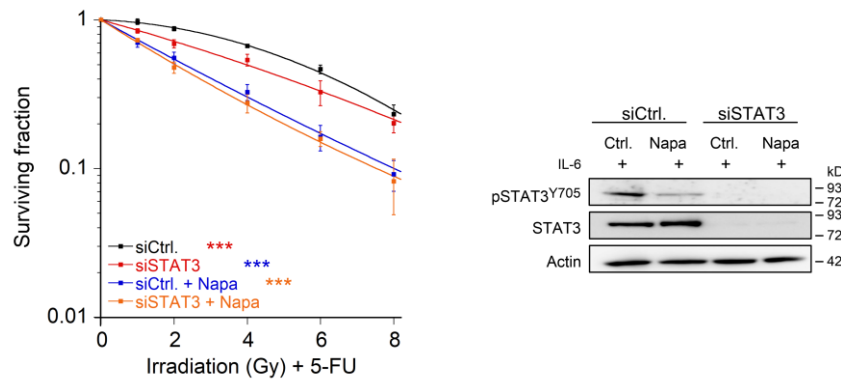 1
0.1
0.01
Surviving fraction
siCtrl. ***
siSTAT3 ***
siCtrl. + Napa ***
siSTAT3 + Napa
0 2 4 6 8
Irradiation (Gy) + 5-FU
siCtrl. siSTAT3
Ctrl. Napa Ctrl. Napa
IL-6 + + + + kD
pSTAT3Y705 93
72
STAT3 93
72
Actin 42